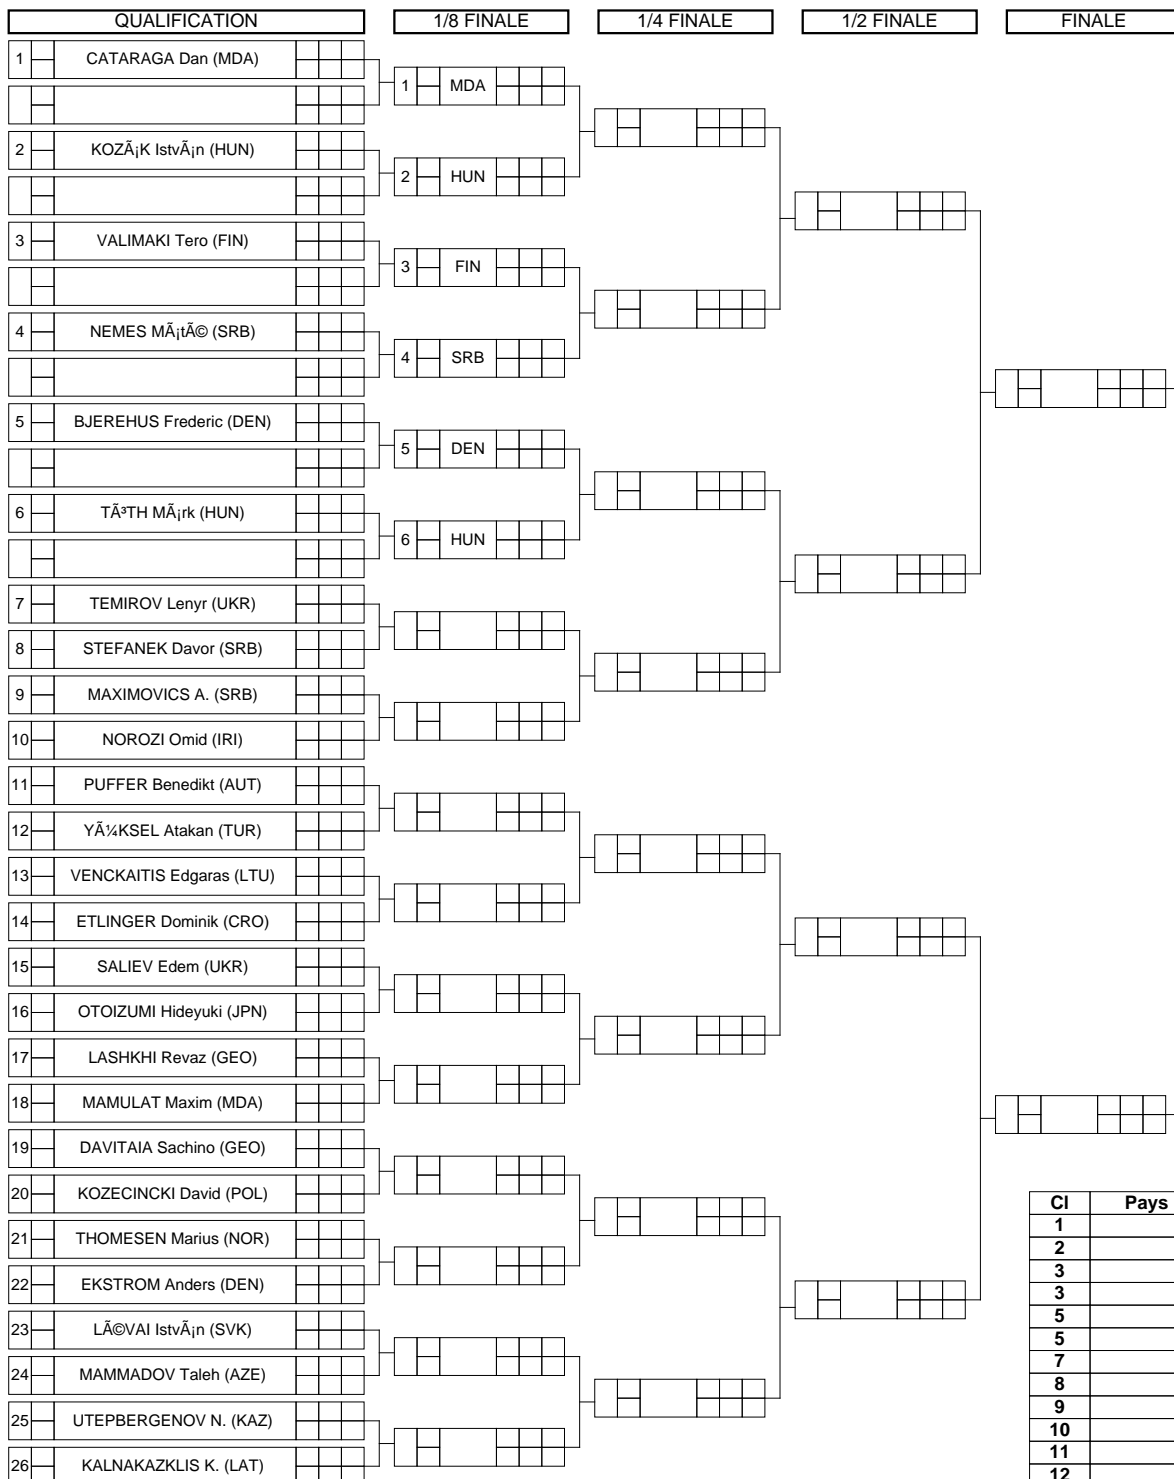 QUALIFICATION
1/8 FINALE
1/4 FINALE
1/2 FINALE
FINALE
1 CATARAGA Dan (MDA)
2 KOZÃ¡K IstvÃ¡n (HUN)
3 VALIMAKI Tero (FIN)
4 NEMES MÃ¡tÃ© (SRB)
5 BJEREHUS Frederic (DEN)
6 TÃ³TH MÃ¡rk (HUN)
7 TEMIROV Lenyr (UKR)
8 STEFANEK Davor (SRB)
9 MAXIMOVICS A. (SRB)
10 NOROZI Omid (IRI)
11 PUFFER Benedikt (AUT)
12 YÃ¼KSEL Atakan (TUR)
13 VENCKAITIS Edgaras (LTU)
14 ETLINGER Dominik (CRO)
15 SALIEV Edem (UKR)
16 OTOIZUMI Hideyuki (JPN)
17 LASHKHI Revaz (GEO)
18 MAMULAT Maxim (MDA)
19 DAVITAIA Sachino (GEO)
20 KOZECINCKI David (POL)
21 THOMESEN Marius (NOR)
22 EKSTROM Anders (DEN)
23 LÃ©VAI IstvÃ¡n (SVK)
24 MAMMADOV Taleh (AZE)
25 UTEPBERGENOV N. (KAZ)
26 KALNAKAZKLIS K. (LAT)
1 MDA
2 HUN
3 FIN
4 SRB
5 DEN
6 HUN
Cl Pays
1
2
3
3
5
5
7
8
9
10
11
12